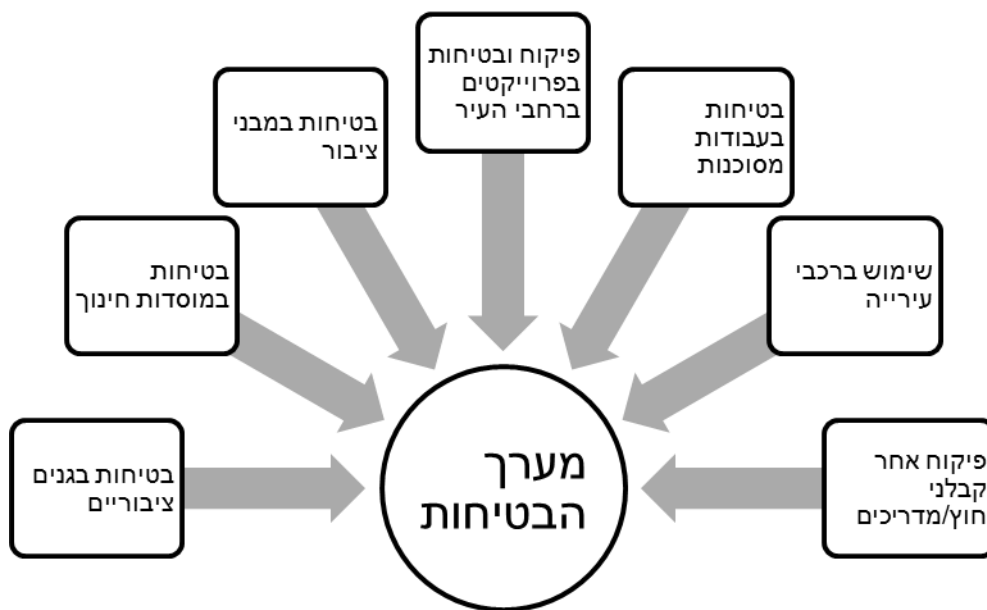 פיקוח ובטיחות
בפרוייקטים
ברחבי העיר
בטיחות
בעבודות
מסוכנות
בטיחות במבני
ציבור
שימוש ברכבי
עירייה
בטיחות
במוסדות חינוך
פיקוח אחר
קבלני
חוץ/מדריכים
בטיחות בגנים
ציבוריים
מערך
הבטיחות